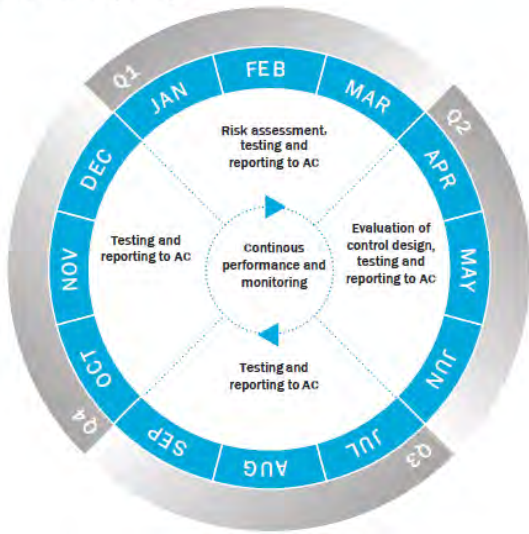 Q1
JAN
FEB
MAR
Q2
APR
MAY
JUN
Q3
JUL
AUG
SEP
Q4
OCT
NOV
DEC
Risk assessment,
testing and
reporting to AC
Evaluation of
control design,
testing and
reporting to AC
Testing and
reporting to AC
Testing and
reporting to AC
Continous
performance and
monitoring